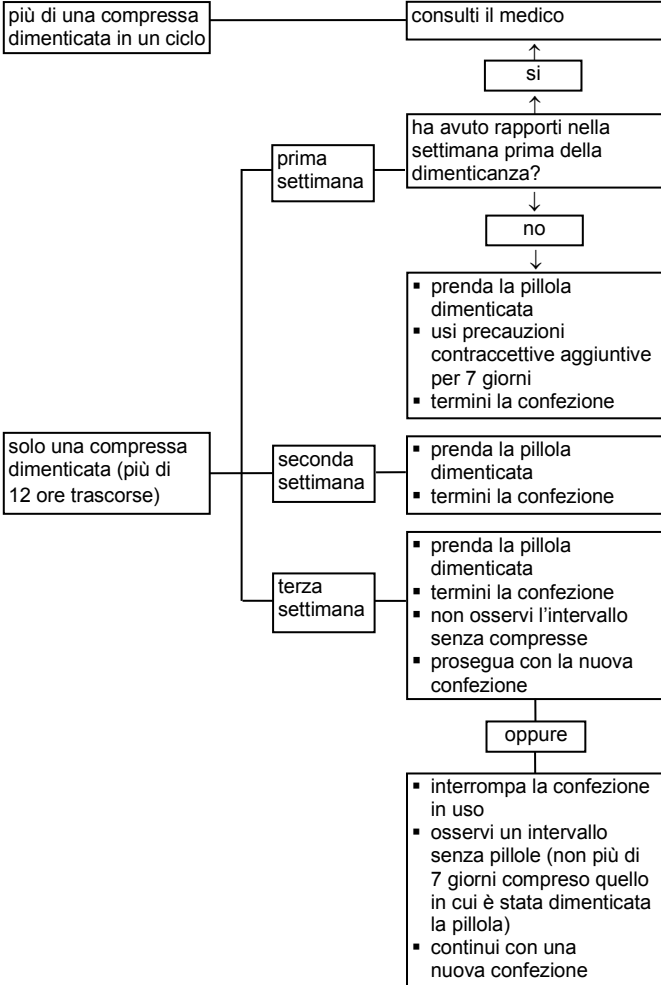 più di una compressa
dimenticata in un ciclo
consulti il medico
↑
si
↑
ha avuto rapporti nella
settimana prima della
dimenticanza?
prima
settimana
↓
no
↓
▪ prenda la pillola
dimenticata
▪ usi precauzioni
contraccettive aggiuntive
per 7 giorni
▪ termini la confezione
solo una compressa
dimenticata (più di
12 ore trascorse)
seconda
settimana
▪ prenda la pillola
dimenticata
▪ termini la confezione
terza
settimana
▪ prenda la pillola
dimenticata
▪ termini la confezione
▪ non osservi l’intervallo
senza compresse
▪ prosegua con la nuova
confezione
oppure
▪ interrompa la confezione
in uso
▪ osservi un intervallo
senza pillole (non più di
7 giorni compreso quello
in cui è stata dimenticata
la pillola)
▪ continui con una
nuova confezione